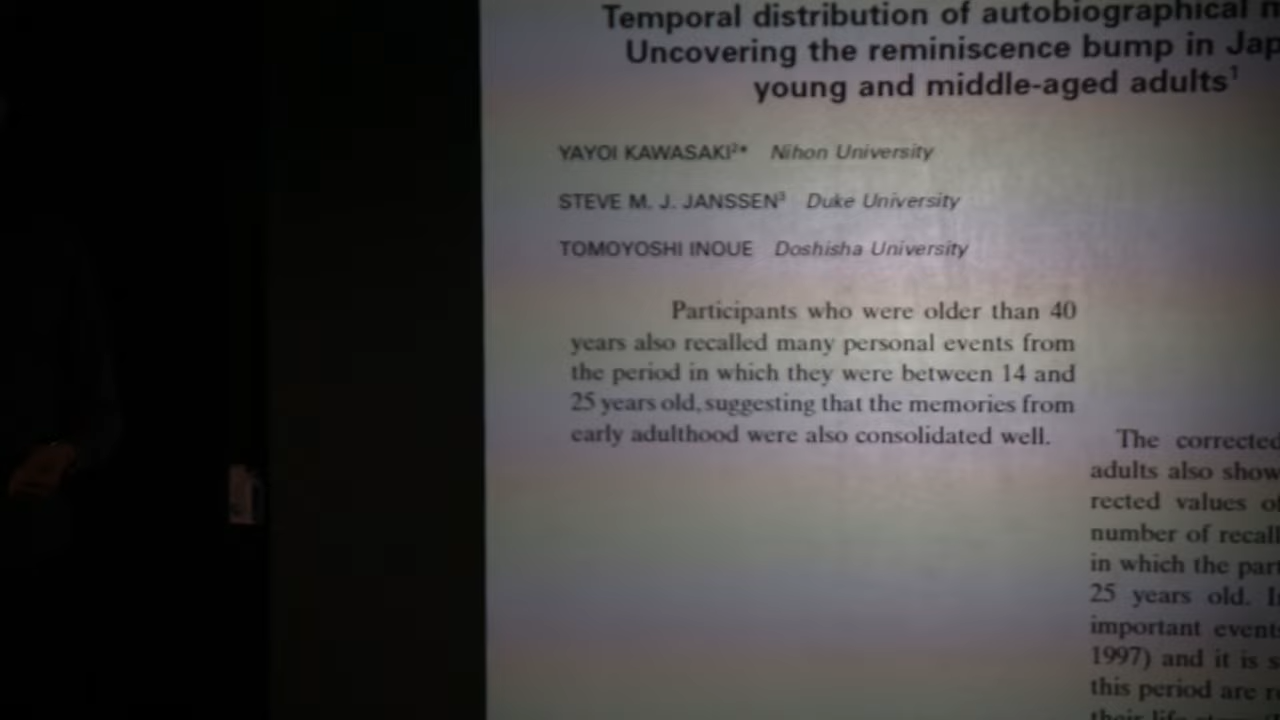 Temporal distribution of autobiographical
Uncovering the reminiscence bump in
young and middle-aged adults¹
YAYOI KAWASAKI²* Nihon University
STEVE M. J. JANSSEN³ Duke University
TOMOYOSHI INOUE Doshisha University
Participants who were older than 40
years also recalled many personal events from
the period in which they were between 14 and
25 years old, suggesting that the memories from
early adulthood were also consolidated well.
The corrected
adults also show
rected values
number of
in which the
25 years old.
important
1997) and it is
this period are